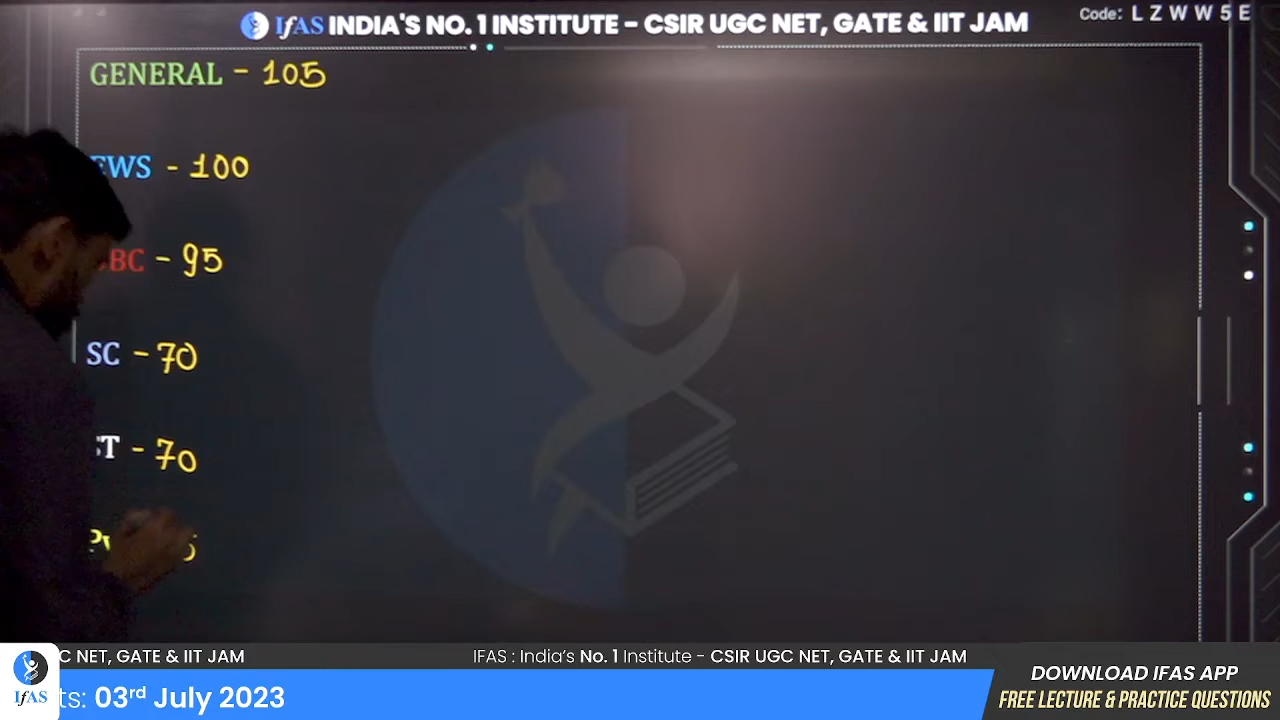 IfAS INDIA'S NO. 1 INSTITUTE - CSIR UGC NET, GATE & IIT JAM
Code: L Z W W 5 E
GENERAL - 105
EWS - 100
BC - 95
SC - 70
ST - 70
C NET, GATE & IIT JAM
IFAS : India's No. 1 Institute - CSIR UGC NET, GATE & IIT JAM
IfAS
ts: 03rd July 2023
DOWNLOAD IFAS APP
FREE LECTURE & PRACTICE QUESTIONS